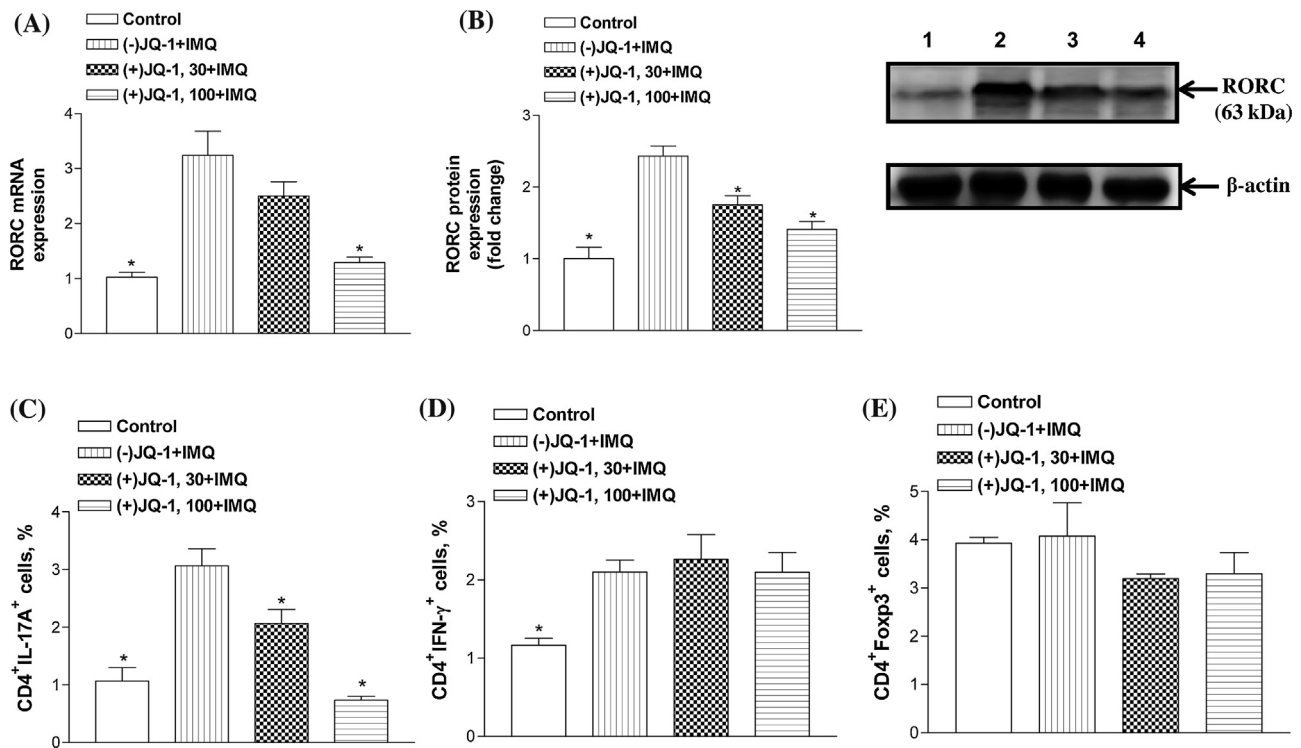 (A)
Control
(-)JQ-1+IMQ
(+)JQ-1, 30+IMQ
(+)JQ-1, 100+IMQ
RORC mRNA
expression
4
3
2
1
0
*
*
(B)
Control
(-)JQ-1+IMQ
(+)JQ-1, 30+IMQ
(+)JQ-1, 100+IMQ
RORC protein
expression
(fold change)
3
2
1
0
*
*
*
1 2 3 4
RORC
(63 kDa)
β-actin
(C)
Control
(-)JQ-1+IMQ
(+)JQ-1, 30+IMQ
(+)JQ-1, 100+IMQ
CD4⁺IL-17A⁺ cells, %
4
3
2
1
0
*
*
*
(D)
Control
(-)JQ-1+IMQ
(+)JQ-1, 30+IMQ
(+)JQ-1, 100+IMQ
CD4⁺IFN-γ⁺ cells, %
3
2
1
0
*
(E)
Control
(-)JQ-1+IMQ
(+)JQ-1, 30+IMQ
(+)JQ-1, 100+IMQ
CD4⁺Foxp3⁺ cells, %
5
4
3
2
1
0